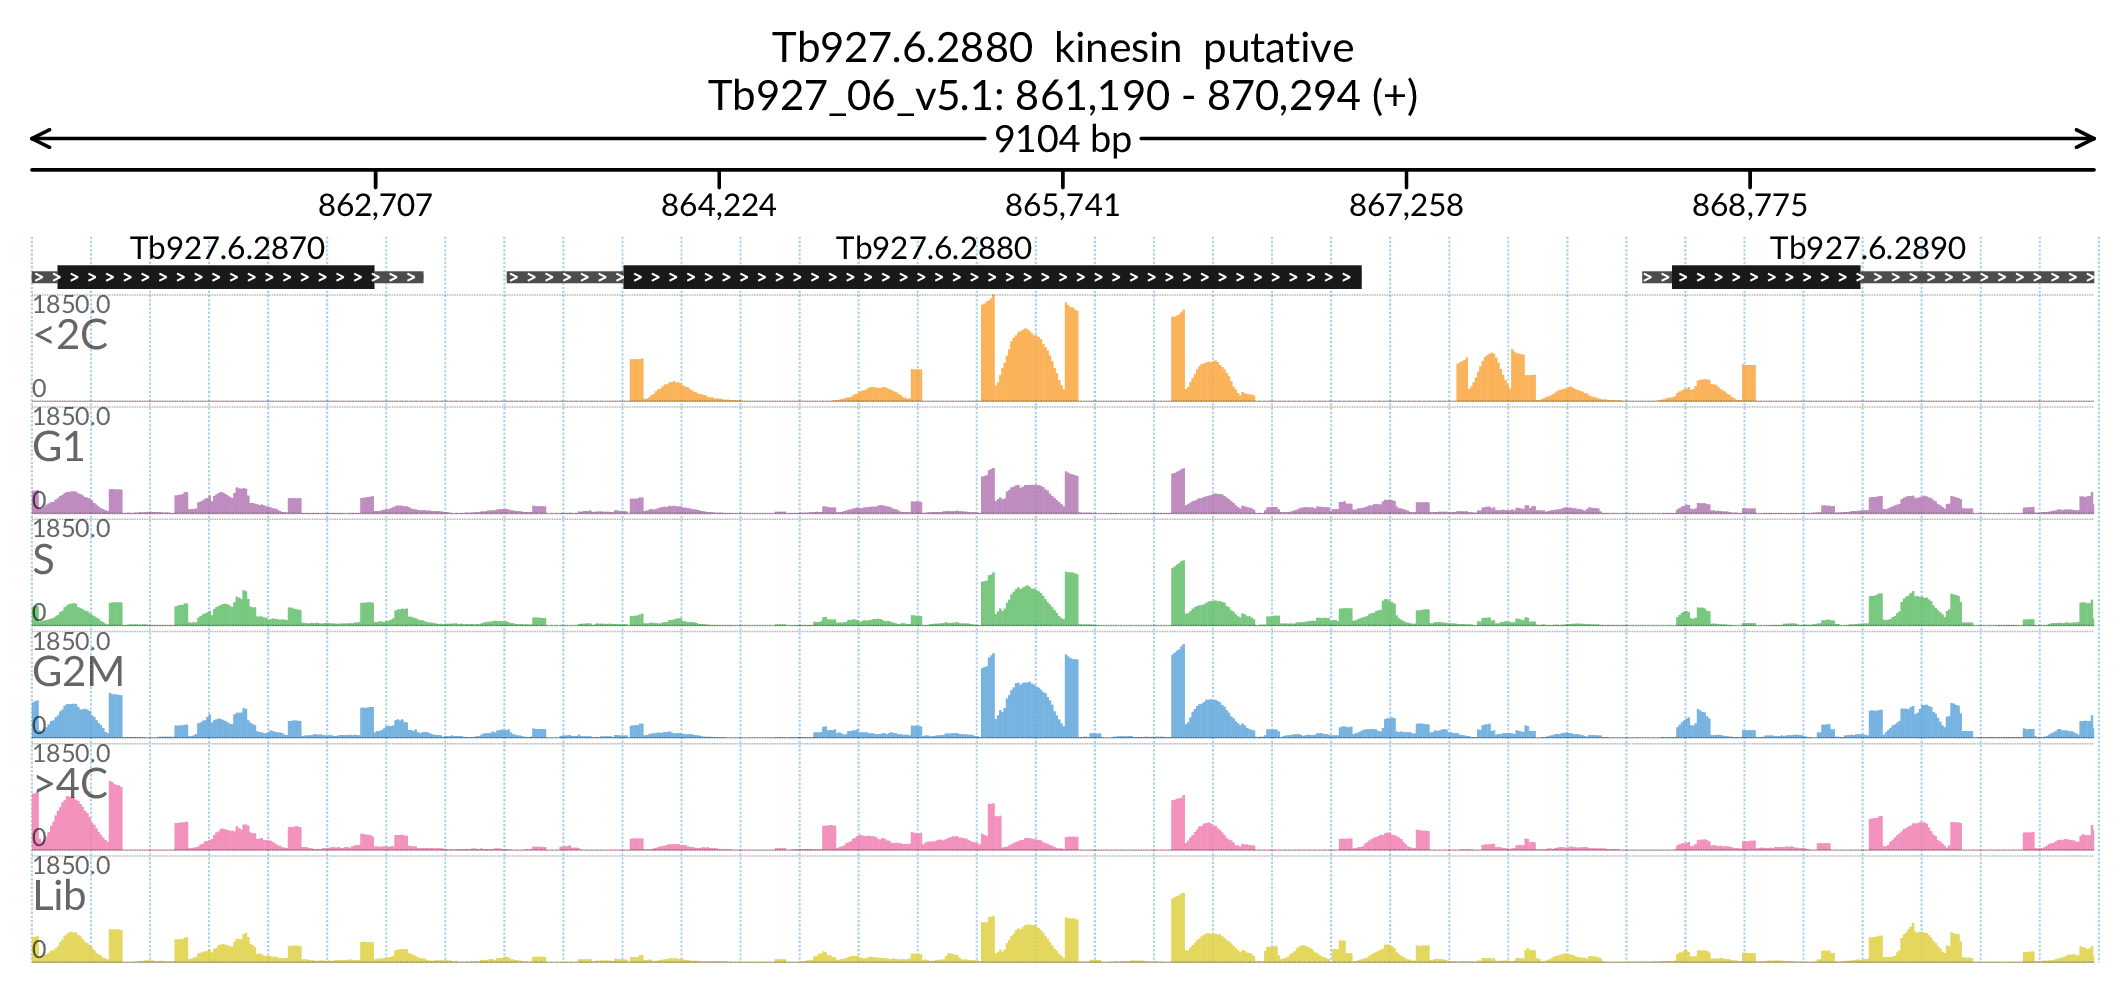 Tb927.6.2880 kinesin putative
Tb927_06_v5.1: 861,190 - 870,294 (+)
9104 bp
862,707 864,224 865,741 867,258 868,775
Tb927.6.2870 Tb927.6.2880 Tb927.6.2890
1850.0
<2C
0
1850.0
G1
0
1850.0
S
0
1850.0
G2M
0
1850.0
>4C
0
1850.0
Lib
0